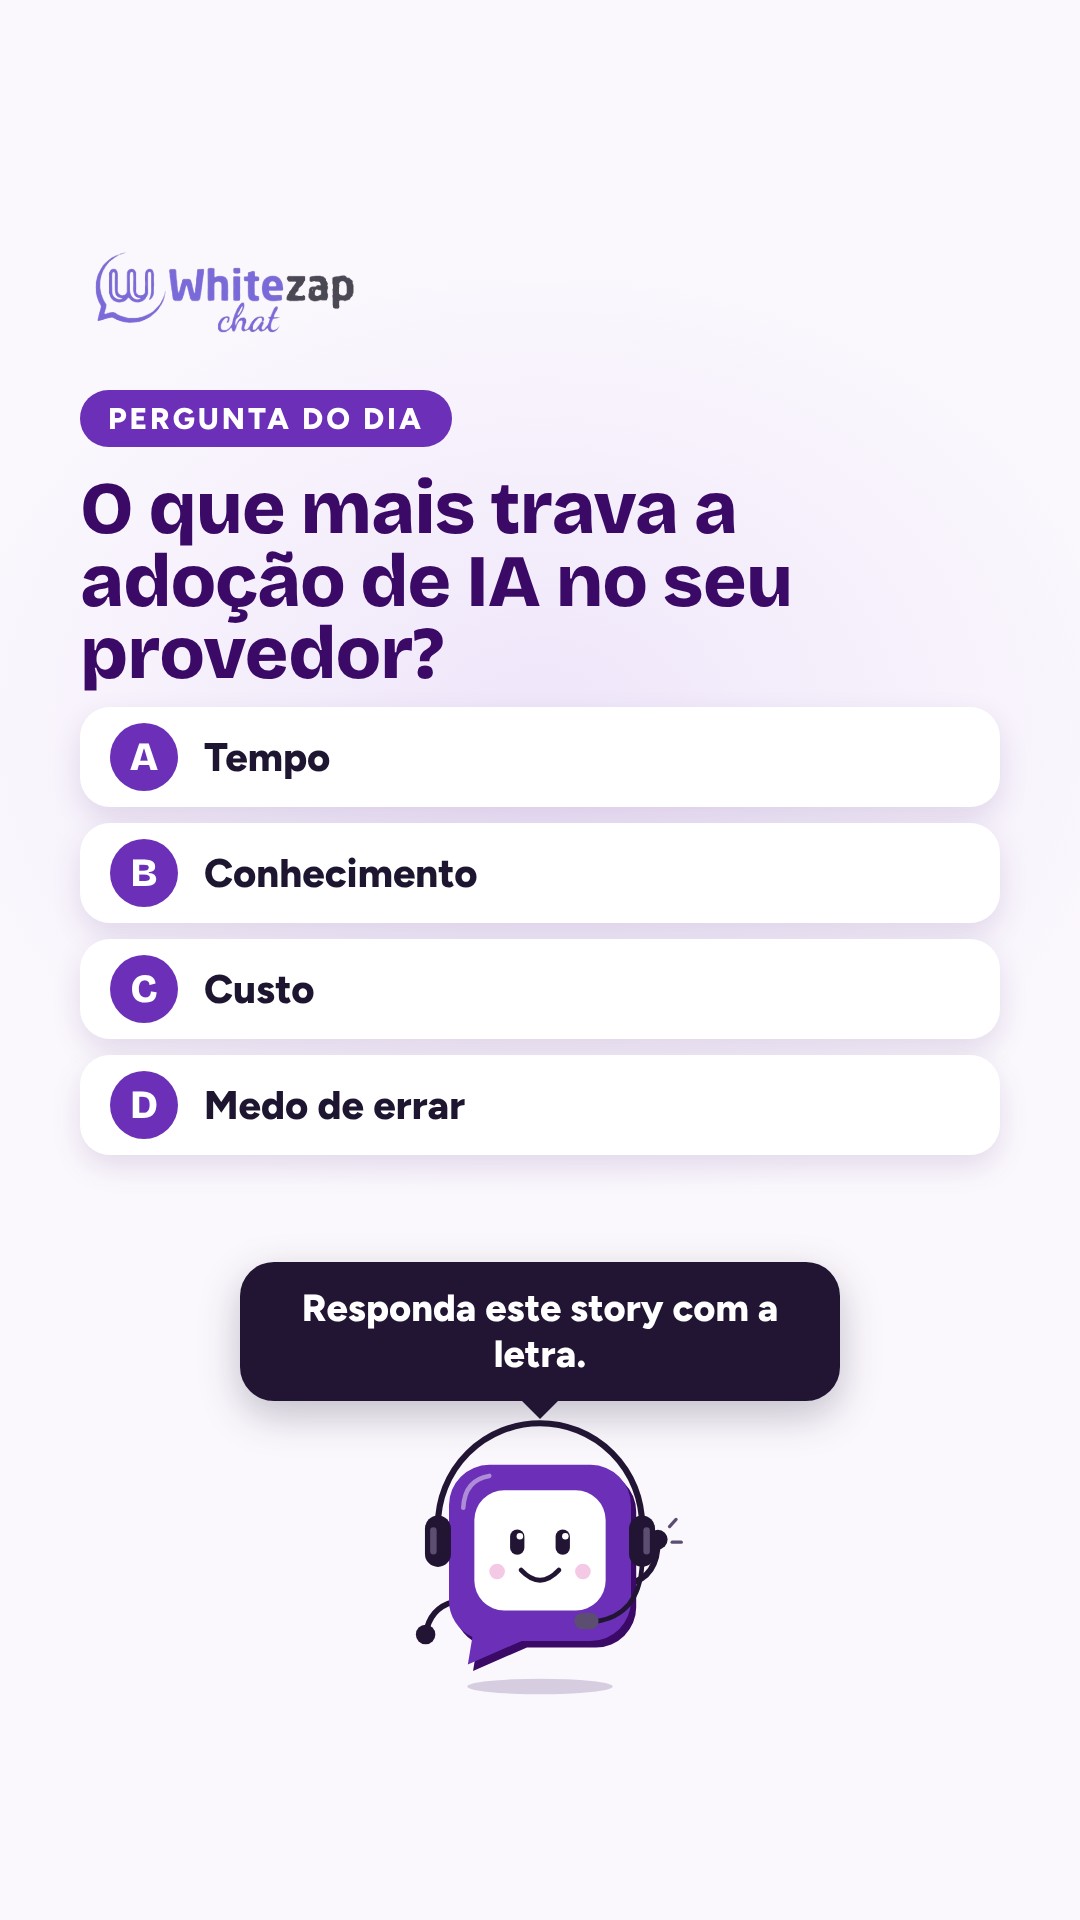 Whitezap
chat
PERGUNTA DO DIA
O que mais trava a
adoção de IA no seu
provedor?
A Tempo
B Conhecimento
C Custo
D Medo de errar
Responda este story com a
letra.